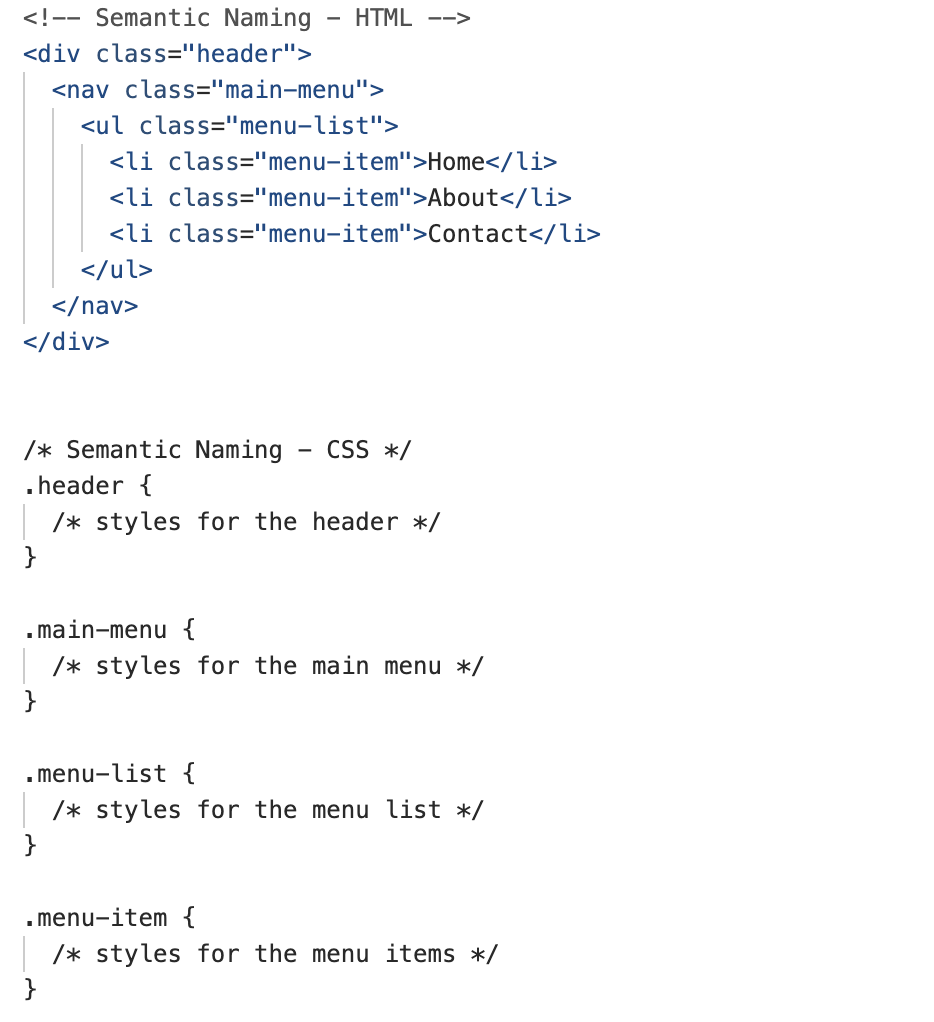 <!-- Semantic Naming - HTML -->
<div class="header">
  <nav class="main-menu">
    <ul class="menu-list">
      <li class="menu-item">Home</li>
      <li class="menu-item">About</li>
      <li class="menu-item">Contact</li>
    </ul>
  </nav>
</div>
/* Semantic Naming - CSS */
.header {
  /* styles for the header */
}
.main-menu {
  /* styles for the main menu */
}
.menu-list {
  /* styles for the menu list */
}
.menu-item {
  /* styles for the menu items */
}